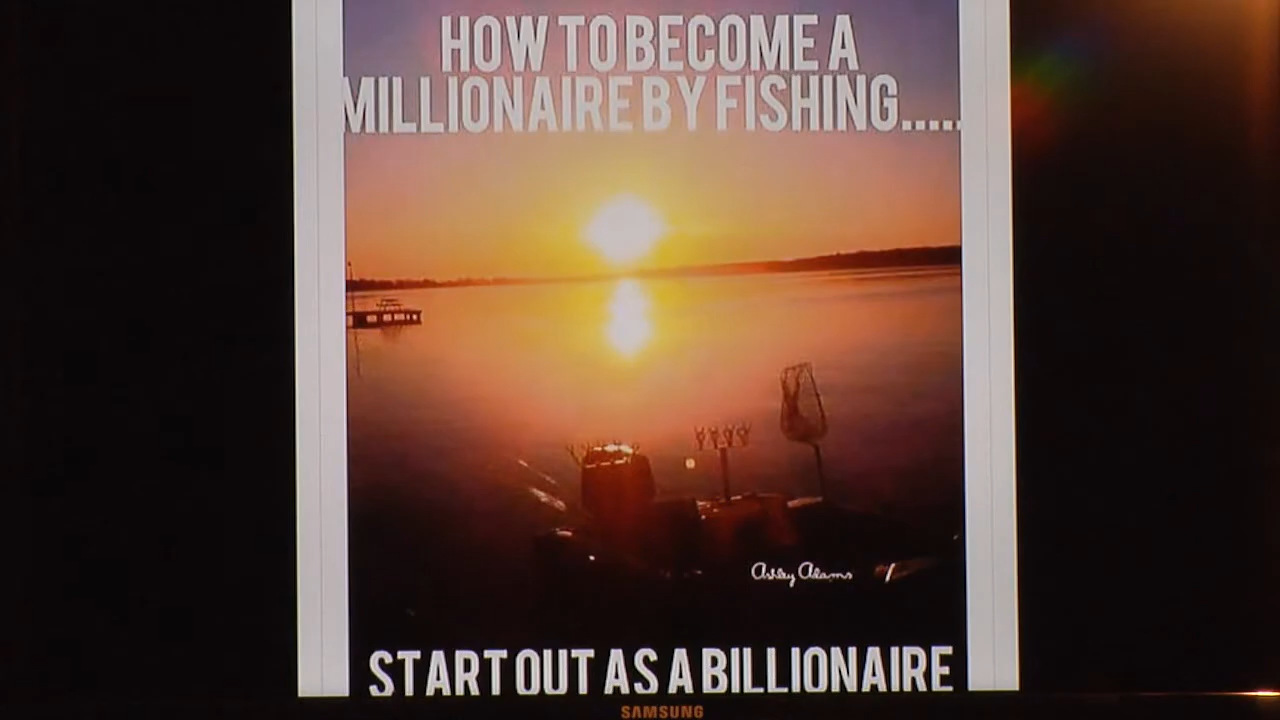 HOW TO BECOME A
MILLIONAIRE BY FISHING.....
Ashley Adams
START OUT AS A BILLIONAIRE
SAMSUNG